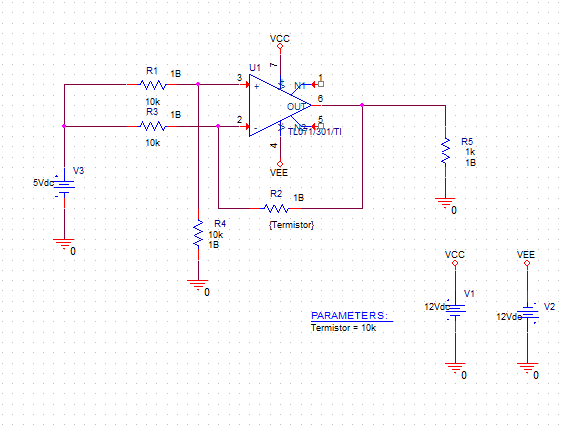 VCC
U1
R1 1B
10k
3
7
+
N1
1
R3 1B
10k
2
-
OUT
6
N2
5
TL071/301/TI
4
VEE
R5
1k
1B
0
V3
5Vdc
0
R2 1B
{Termistor}
R4
10k
1B
0
VCC
V1
12Vdc
0
VEE
V2
12Vdc
0
PARAMETERS:
Termistor = 10k